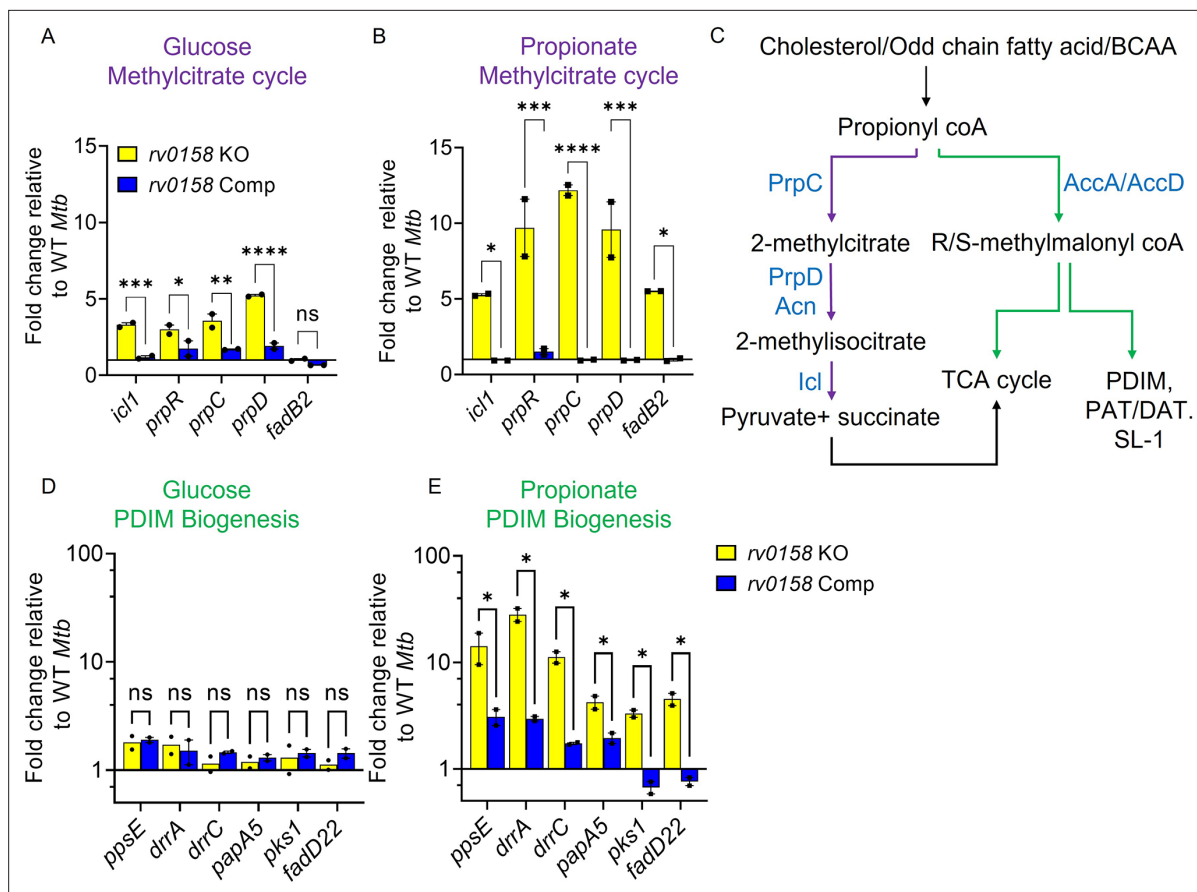 A
Glucose
Methylcitrate cycle
Fold change relative
to WT Mtb
15
10
5
0
rv0158 KO
rv0158 Comp
***
*
**
****
ns
icl1
prpR
prpC
prpD
fadB2
B
Propionate
Methylcitrate cycle
Fold change relative
to WT Mtb
15
10
5
0
*
***
****
***
*
icl1
prpR
prpC
prpD
fadB2
C
Cholesterol/Odd chain fatty acid/BCAA
Propionyl coA
PrpC
AccA/AccD
2-methylcitrate
R/S-methylmalonyl coA
PrpD
Acn
2-methylisocitrate
Icl
TCA cycle
PDIM,
PAT/DAT.
SL-1
Pyruvate+ succinate
D
Glucose
PDIM Biogenesis
Fold change relative
to WT Mtb
100
10
1
ns
ns
ns
ns
ns
ns
ppsE
drrA
drrC
papA5
pks1
fadD22
E
Propionate
PDIM Biogenesis
Fold change relative
to WT Mtb
100
10
1
*
*
*
*
*
*
ppsE
drrA
drrC
papA5
pks1
fadD22
rv0158 KO
rv0158 Comp